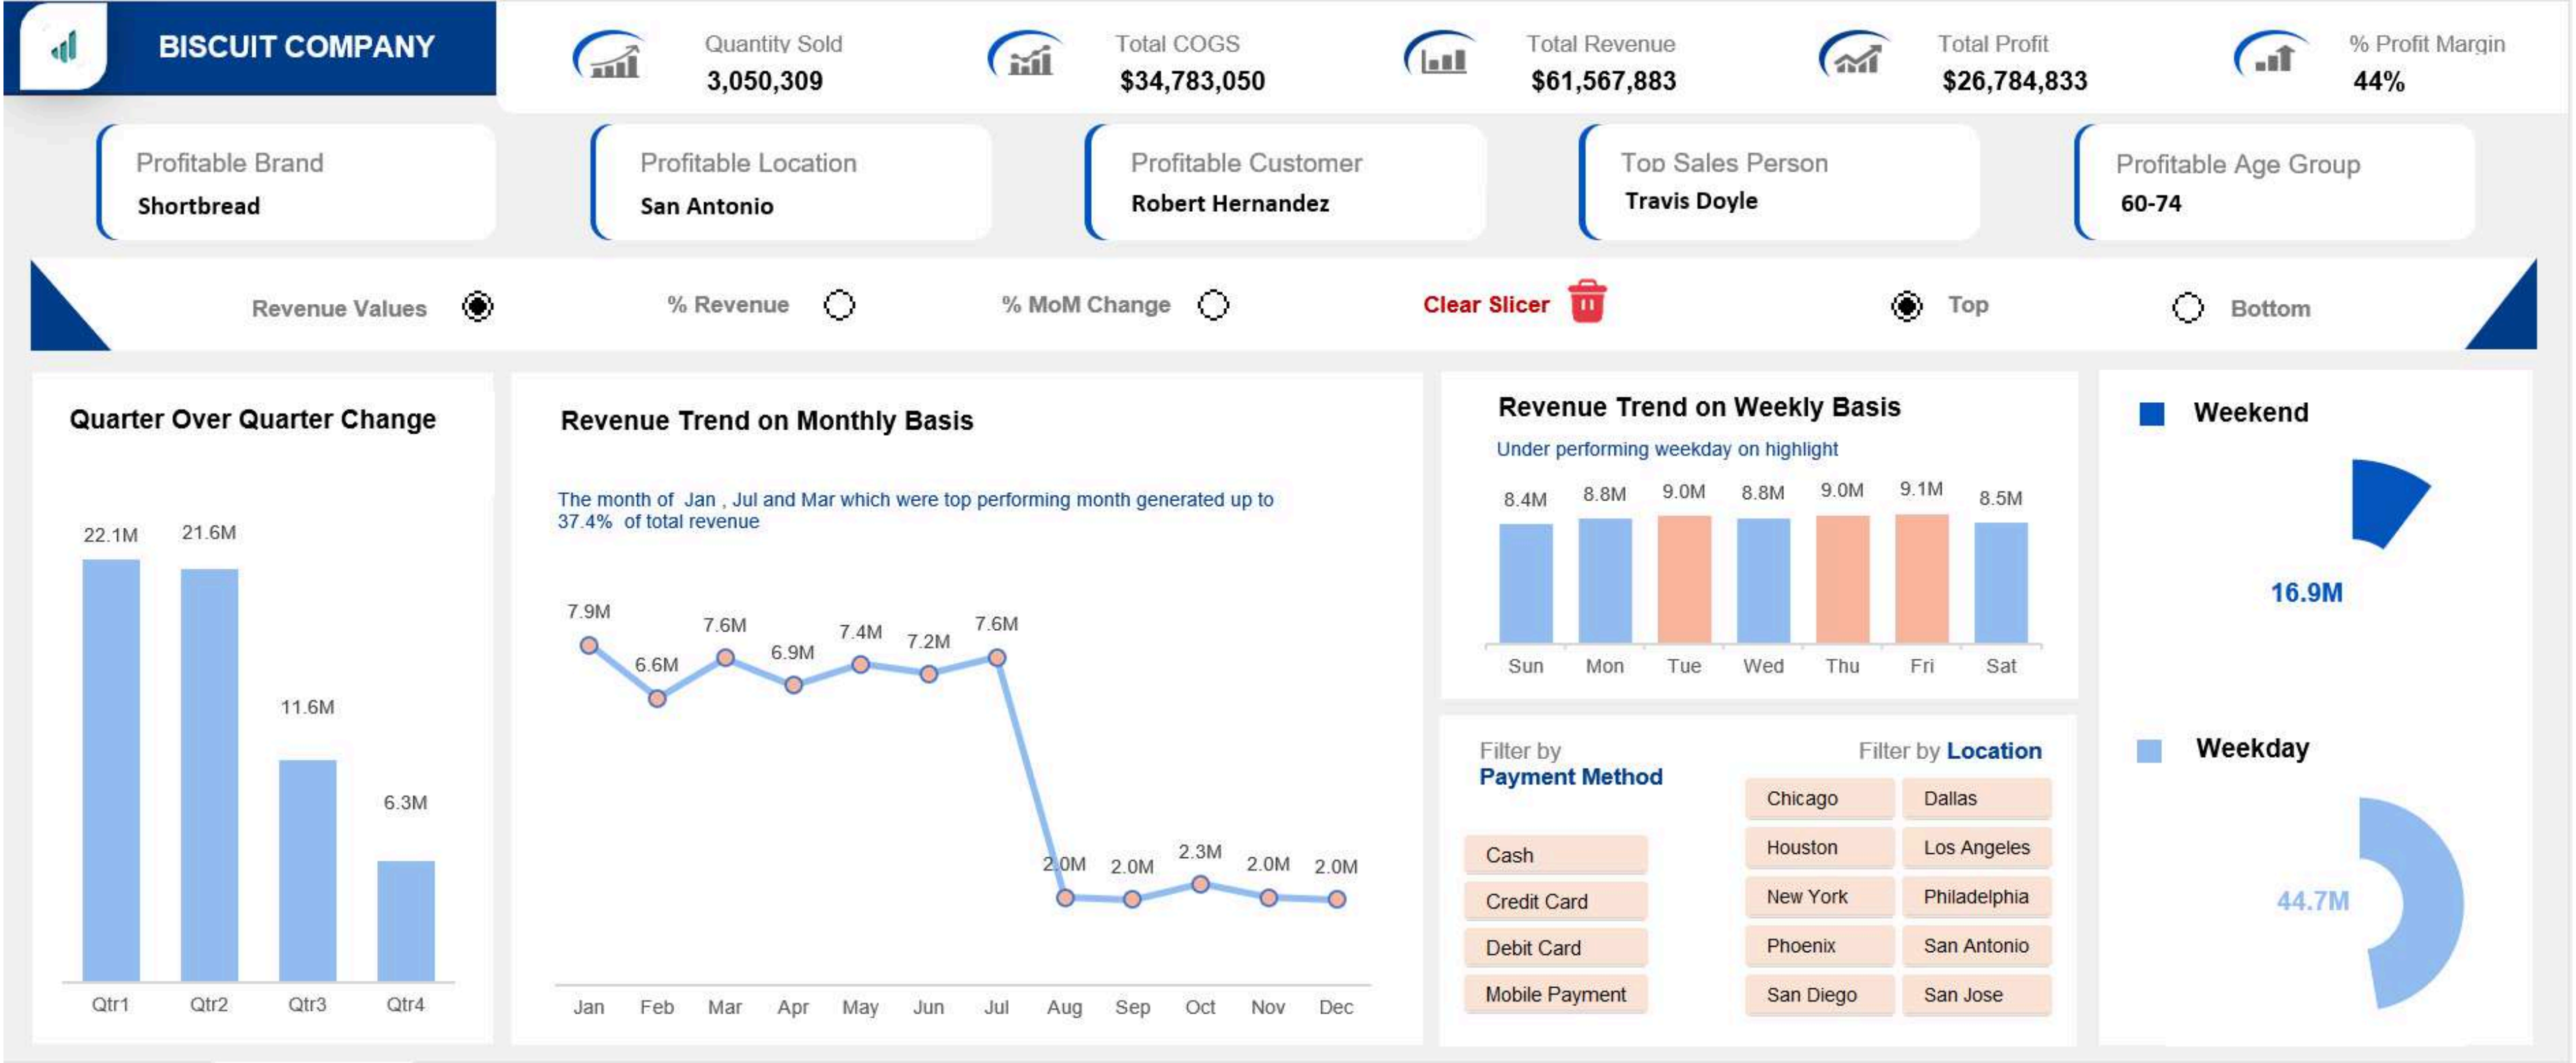 BISCUIT COMPANY
Quantity Sold
3,050,309
Total COGS
$34,783,050
Total Revenue
$61,567,883
Total Profit
$26,784,833
% Profit Margin
44%
Profitable Brand
Shortbread
Profitable Location
San Antonio
Profitable Customer
Robert Hernandez
Top Sales Person
Travis Doyle
Profitable Age Group
60-74
Revenue Values
% Revenue
% MoM Change
Clear Slicer
Top
Bottom
Quarter Over Quarter Change
22.1M
21.6M
11.6M
6.3M
Qtr1
Qtr2
Qtr3
Qtr4
Revenue Trend on Monthly Basis
The month of Jan , Jul and Mar which were top performing month generated up to
37.4% of total revenue
7.9M
6.6M
7.6M
6.9M
7.4M
7.2M
7.6M
2.0M
2.0M
2.3M
2.0M
2.0M
Jan
Feb
Mar
Apr
May
Jun
Jul
Aug
Sep
Oct
Nov
Dec
Revenue Trend on Weekly Basis
Under performing weekday on highlight
8.4M
8.8M
9.0M
8.8M
9.0M
9.1M
8.5M
Sun
Mon
Tue
Wed
Thu
Fri
Sat
Filter by
Payment Method
Cash
Credit Card
Debit Card
Mobile Payment
Filter by Location
Chicago
Dallas
Houston
Los Angeles
New York
Philadelphia
Phoenix
San Antonio
San Diego
San Jose
Weekend
16.9M
Weekday
44.7M